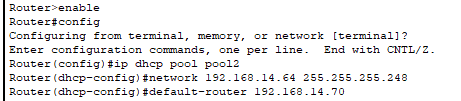 Router>enable
Router#config
Configuring from terminal, memory, or network [terminal]?
Enter configuration commands, one per line.  End with CNTL/Z.
Router(config)#ip dhcp pool pool2
Router(dhcp-config)#network 192.168.14.64 255.255.255.248
Router(dhcp-config)#default-router 192.168.14.70